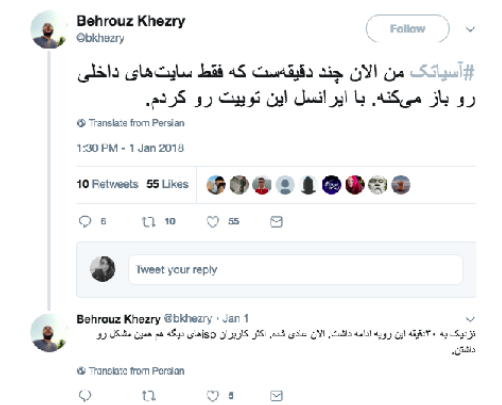 Behrouz Khezry
@bkhezry
Follow
#آسیاتک من الان چند دقیقه‌ست که فقط سایت‌های داخلی
رو باز می‌کنه. با ایرانسل این توییت رو کردم.
Translate from Persian
1:30 PM - 1 Jan 2018
10 Retweets 55 Likes
6 10 55
Tweet your reply
Behrouz Khezry @bkhezry · Jan 1
نزدیک به ۳۰دقیقه این رویه ادامه داشت. الان عادی شده. اکثر کاربران ispهای دیگه هم همین مشکل رو
داشتن.
Translate from Persian
5